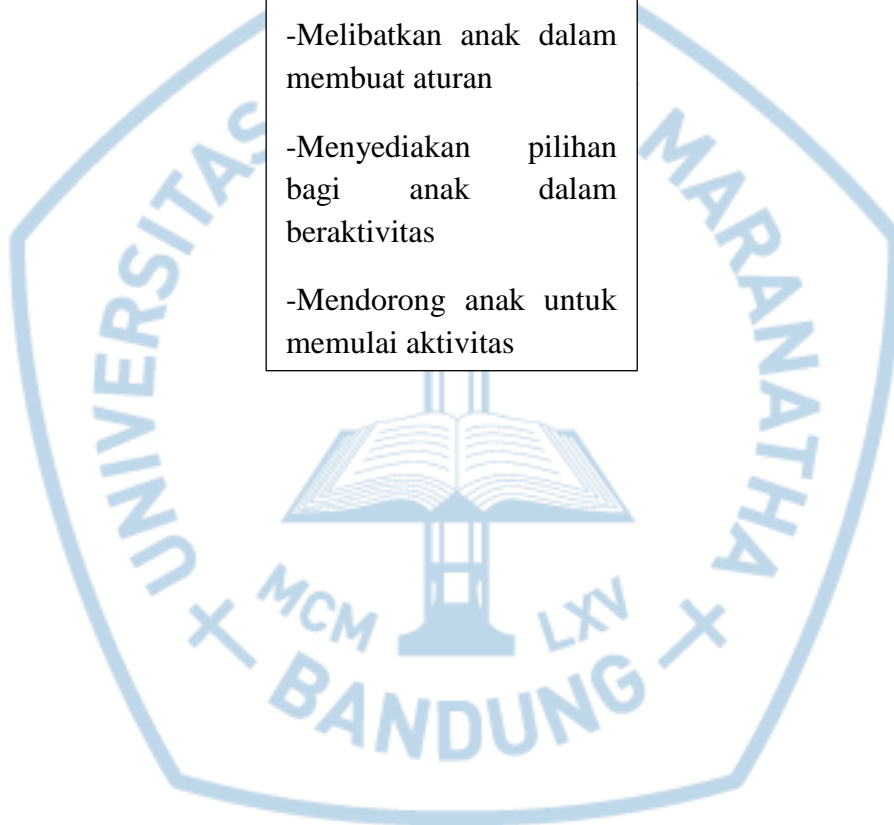 -Melibatkan anak dalam
membuat aturan
-Menyediakan pilihan
bagi anak dalam
beraktivitas
-Mendorong anak untuk
memulai aktivitas
UNIVERSITAS
MARANATHA
MCM LXV
BANDUNG